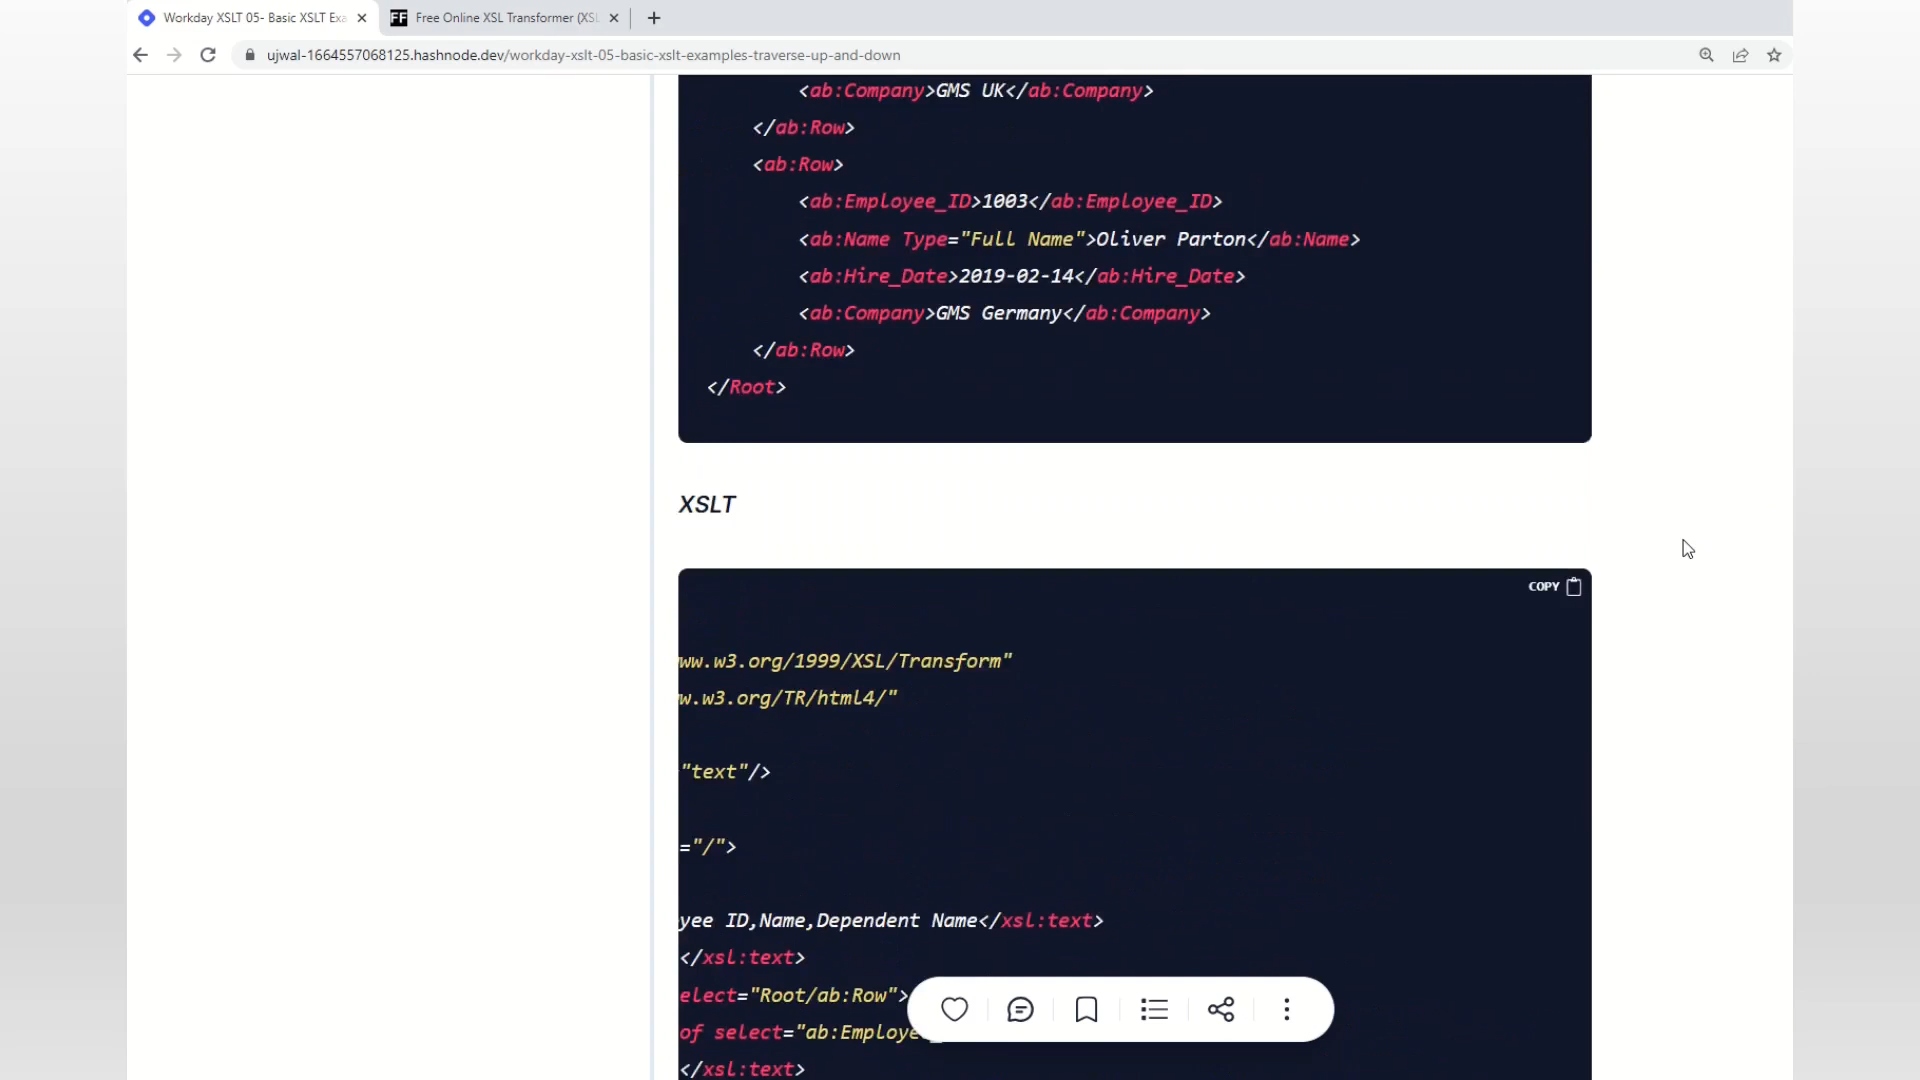 Workday XSLT 05- Basic XSLT Exa
FF Free Online XSL Transformer (XSL
ujwal-1664557068125.hashnode.dev/workday-xslt-05-basic-xslt-examples-traverse-up-and-down
<ab:Company>GMS UK</ab:Company>
</ab:Row>
<ab:Row>
<ab:Employee_ID>1003</ab:Employee_ID>
<ab:Name Type="Full Name">Oliver Parton</ab:Name>
<ab:Hire_Date>2019-02-14</ab:Hire_Date>
<ab:Company>GMS Germany</ab:Company>
</ab:Row>
</Root>
XSLT
COPY
ww.w3.org/1999/XSL/Transform"
w.w3.org/TR/html4/"
"text"/>
="/">
yee ID,Name,Dependent Name</xsl:text>
</xsl:text>
elect="Root/ab:Row">
of select="ab:Employe
</xsl:text>